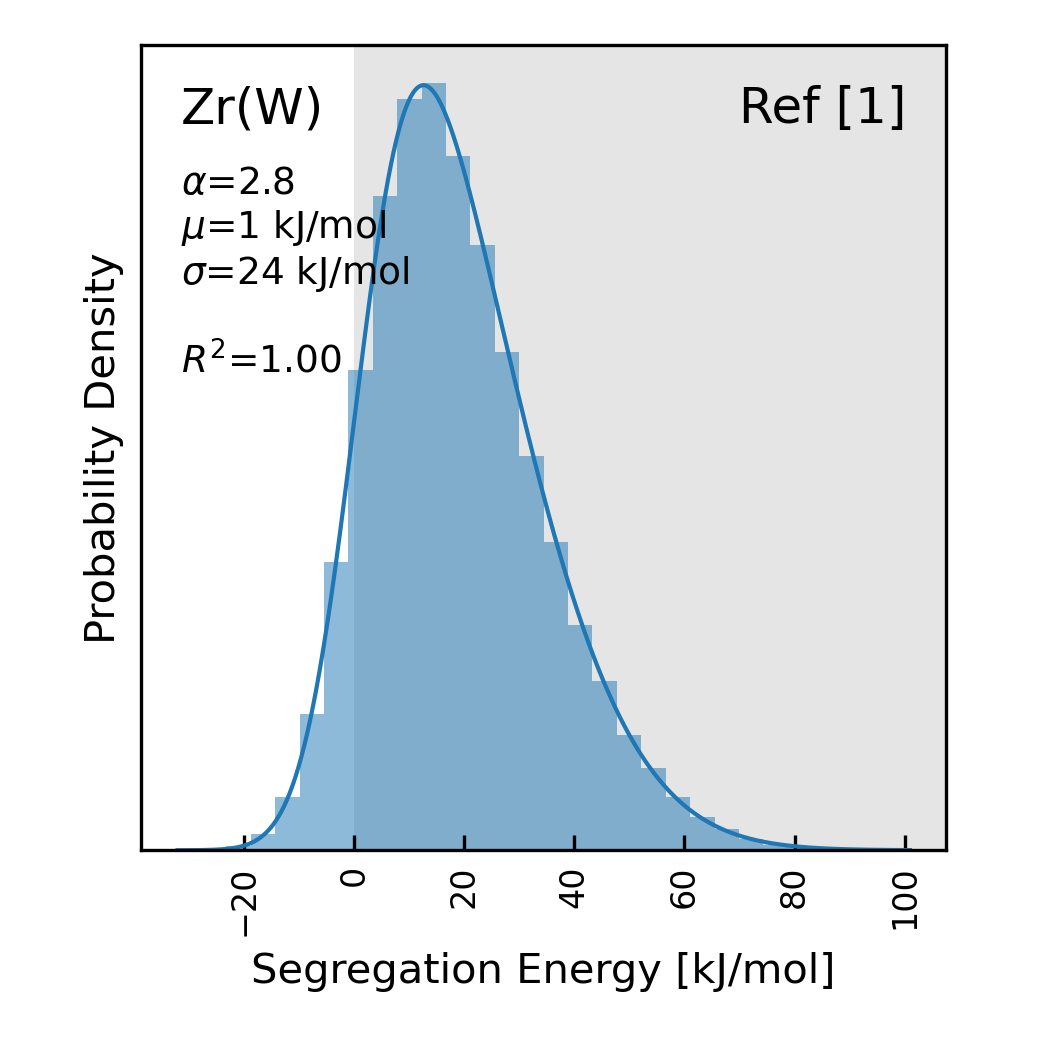 Zr(W)
Ref [1]
α=2.8
μ=1 kJ/mol
σ=24 kJ/mol
R²=1.00
Probability Density
−20
0
20
40
60
80
100
Segregation Energy [kJ/mol]